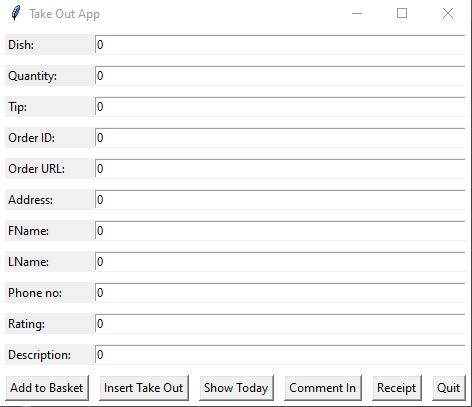 Take Out App
Dish: 0
Quantity: 0
Tip: 0
Order ID: 0
Order URL: 0
Address: 0
FName: 0
LName: 0
Phone no: 0
Rating: 0
Description: 0
Add to Basket Insert Take Out Show Today Comment In Receipt Quit